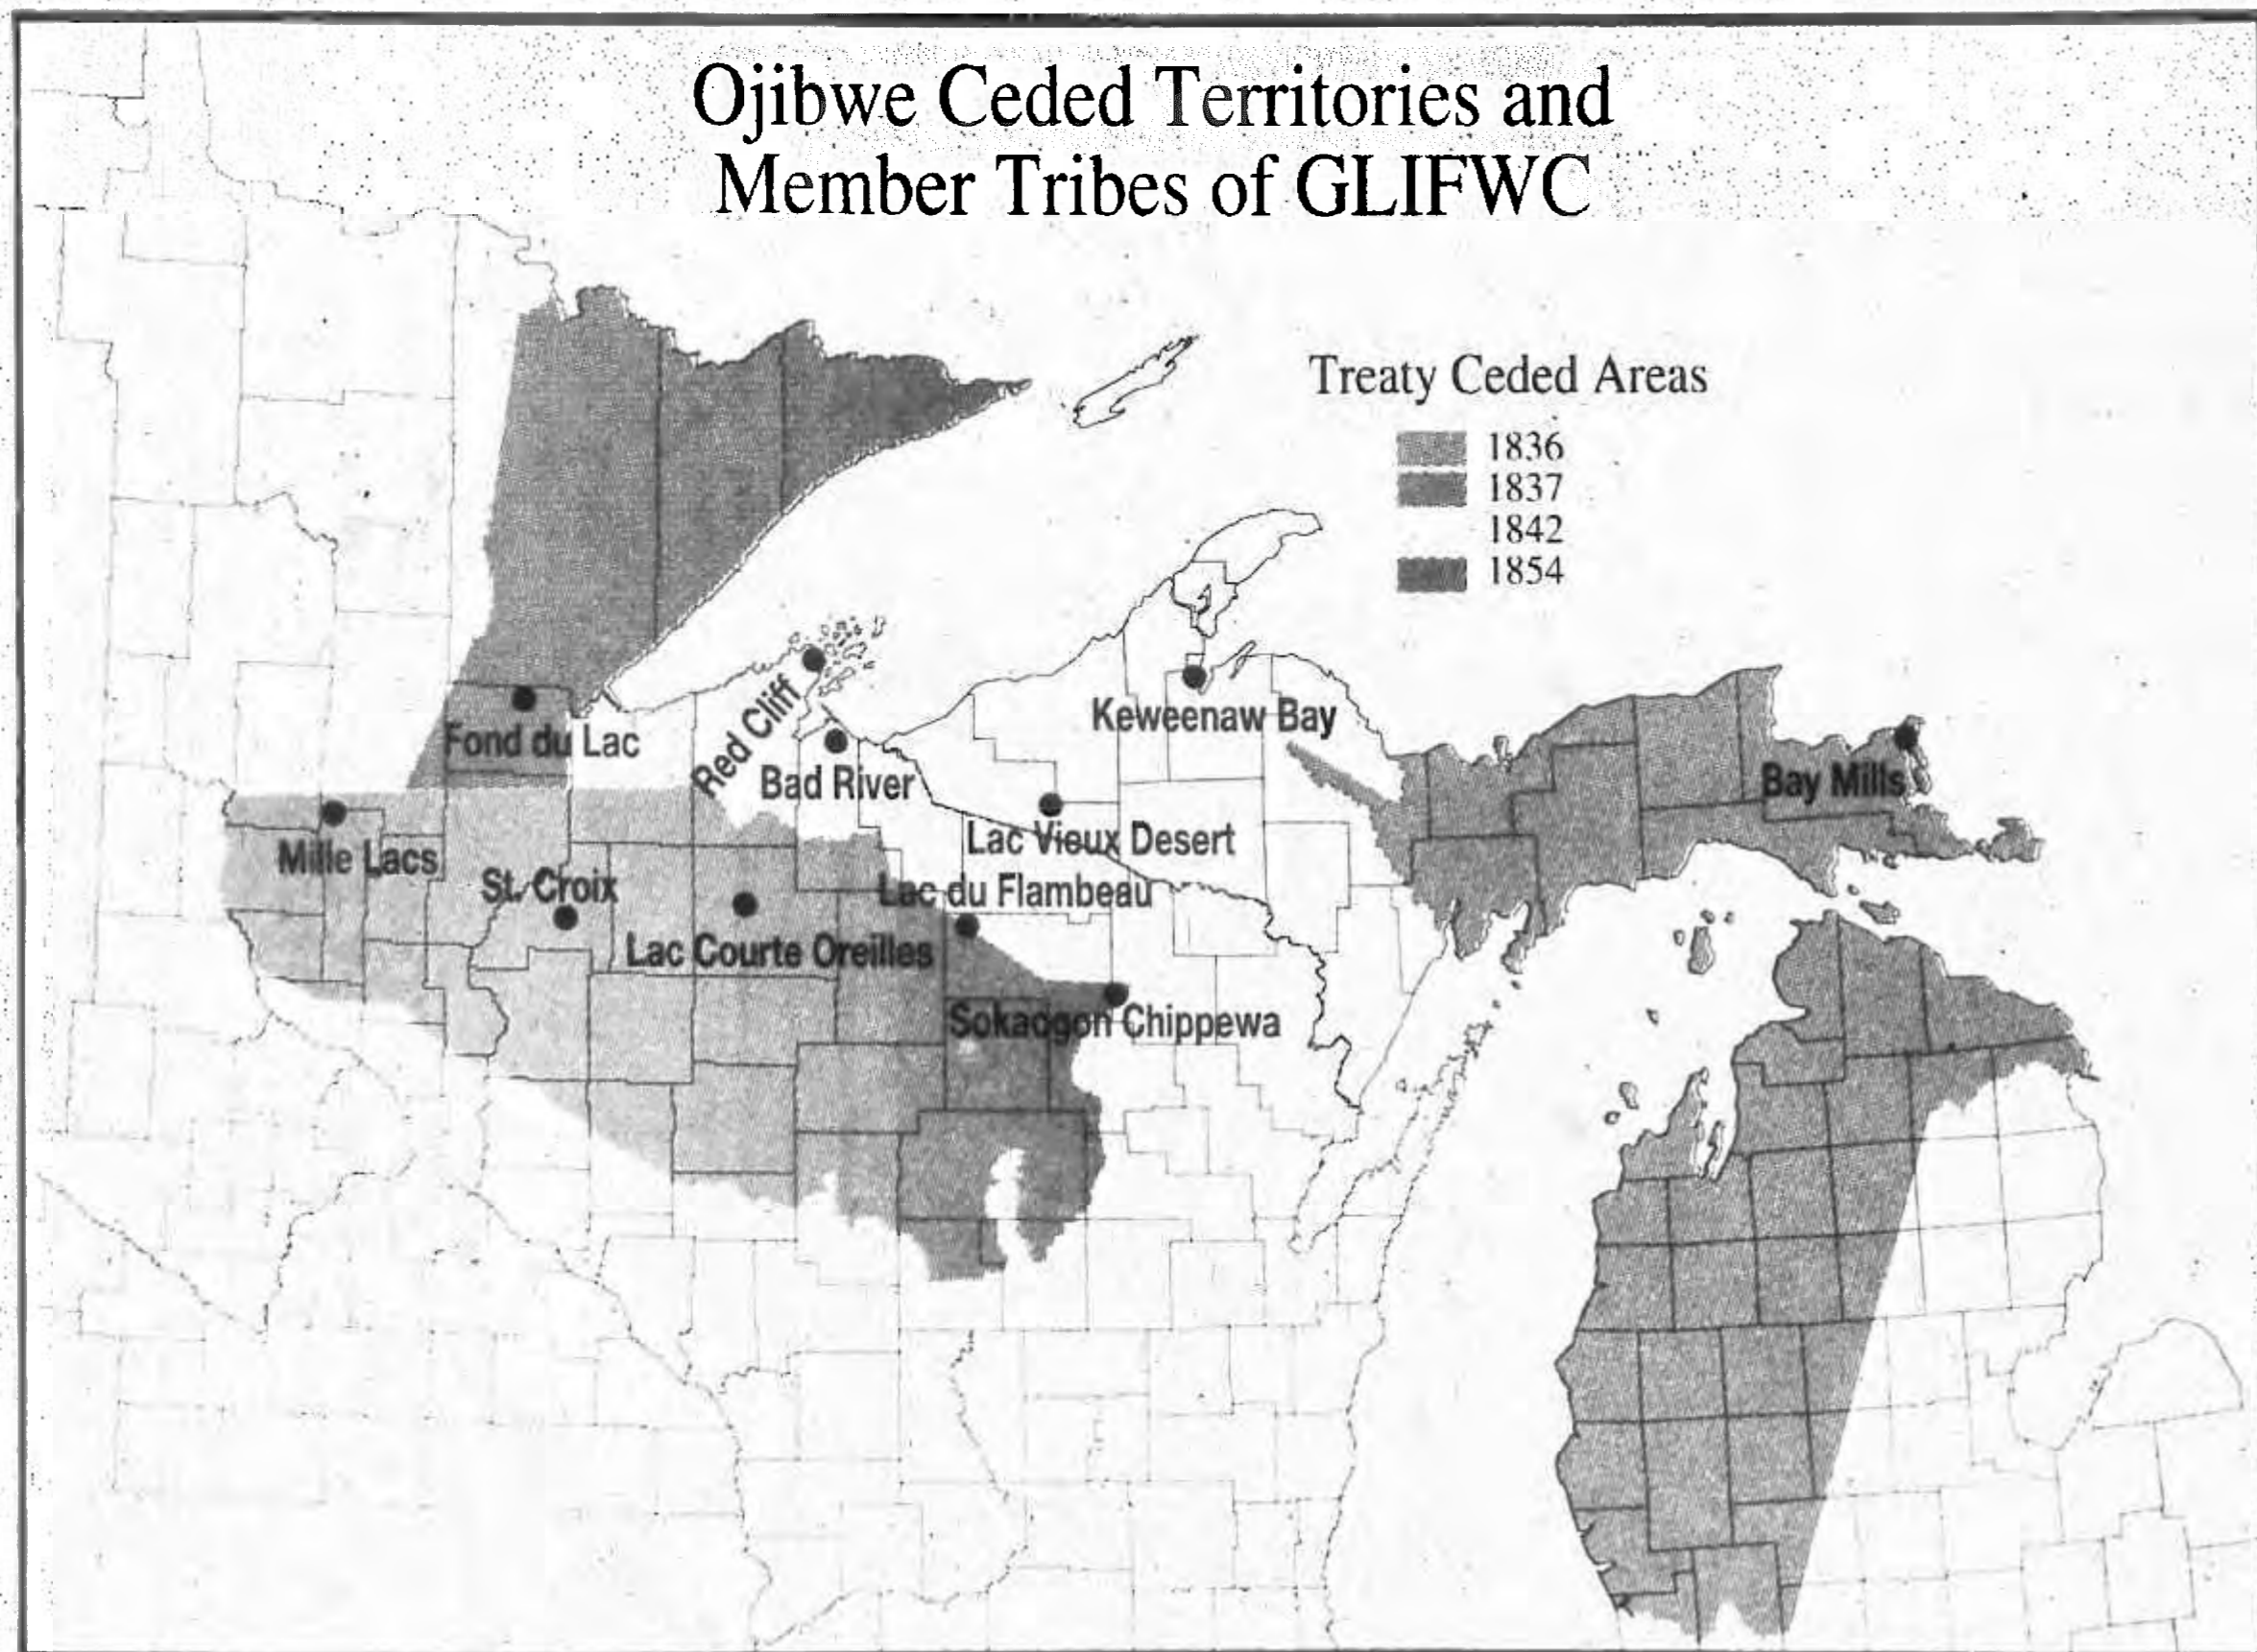 Ojibwe Ceded Territories and
Member Tribes of GLIFWC
Treaty Ceded Areas
1836
1837
1842
1854
Red Cliff
Keweenaw Bay
Fond du Lac
Bad River
Bay Mills
Lac Vieux Desert
Mille Lacs
St. Croix
Lac du Flambeau
Lac Courte Oreilles
Sokaogon Chippewa